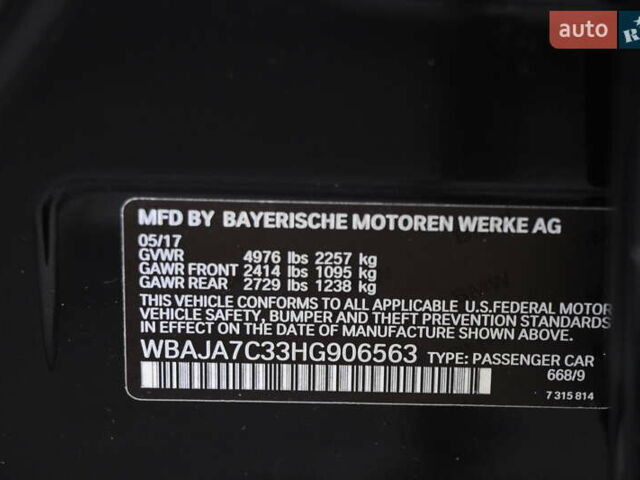 auto
R
MFD BY BAYERISCHE MOTOREN WERKE AG
05/17
GVWR 4976 lbs 2257 kg
GAWR FRONT 2414 lbs 1095 kg
GAWR REAR 2729 lbs 1238 kg
THIS VEHICLE CONFORMS TO ALL APPLICABLE U.S.FEDERAL MOTOR
VEHICLE SAFETY, BUMPER AND THEFT PREVENTION STANDARDS
IN EFFECT ON THE DATE OF MANUFACTURE SHOWN ABOVE.
WBAJA7C33HG906563 TYPE: PASSENGER CAR
668/9
7 315 814